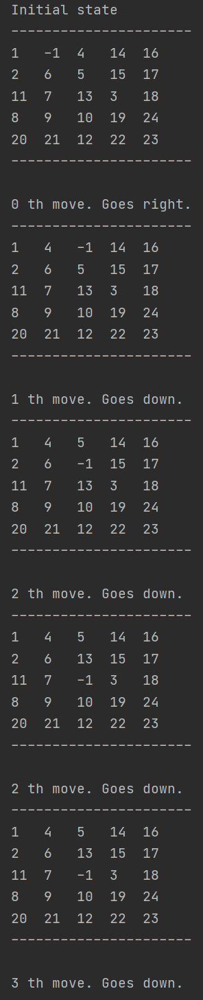 Initial state
----------------------
1   -1  4   14  16
2   6   5   15  17
11  7   13  3   18
8   9   10  19  24
20  21  12  22  23
----------------------
0 th move. Goes right.
----------------------
1   4   -1  14  16
2   6   5   15  17
11  7   13  3   18
8   9   10  19  24
20  21  12  22  23
----------------------
1 th move. Goes down.
----------------------
1   4   5   14  16
2   6   -1  15  17
11  7   13  3   18
8   9   10  19  24
20  21  12  22  23
----------------------
2 th move. Goes down.
----------------------
1   4   5   14  16
2   6   13  15  17
11  7   -1  3   18
8   9   10  19  24
20  21  12  22  23
----------------------
2 th move. Goes down.
----------------------
1   4   5   14  16
2   6   13  15  17
11  7   -1  3   18
8   9   10  19  24
20  21  12  22  23
----------------------
3 th move. Goes down.